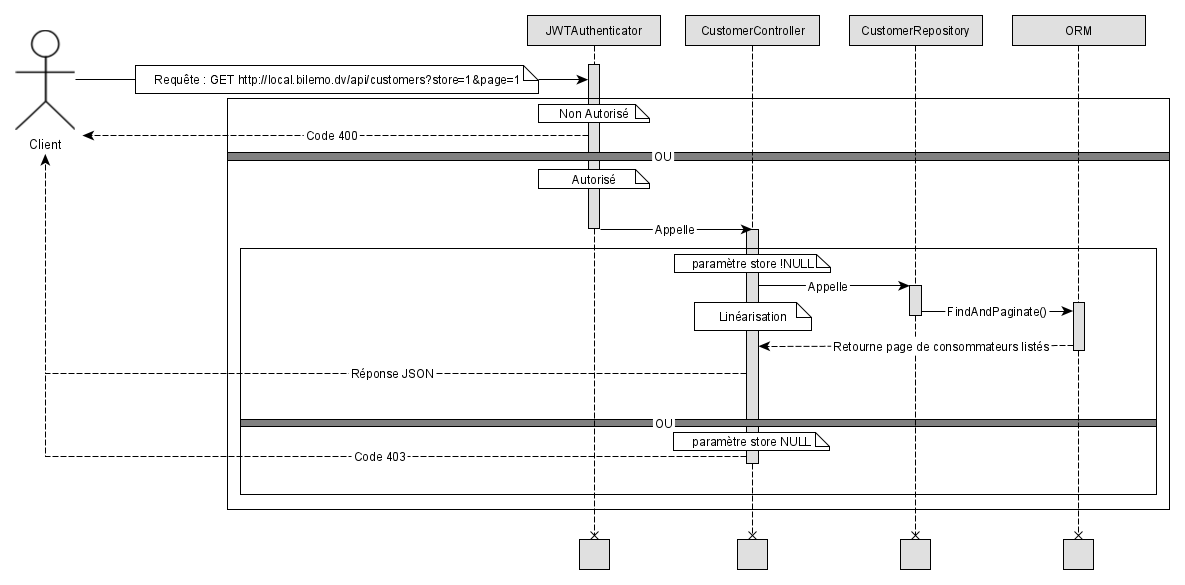 JWTAuthenticator
CustomerController
CustomerRepository
ORM
Requête : GET http://local.bilemo.dv/api/customers?store=1&page=1
Non Autorisé
Code 400
Client
OU
Autorisé
Appelle
paramètre store !NULL
Appelle
FindAndPaginate()
Linéarisation
Retourne page de consommateurs listés
Réponse JSON
OU
paramètre store NULL
Code 403